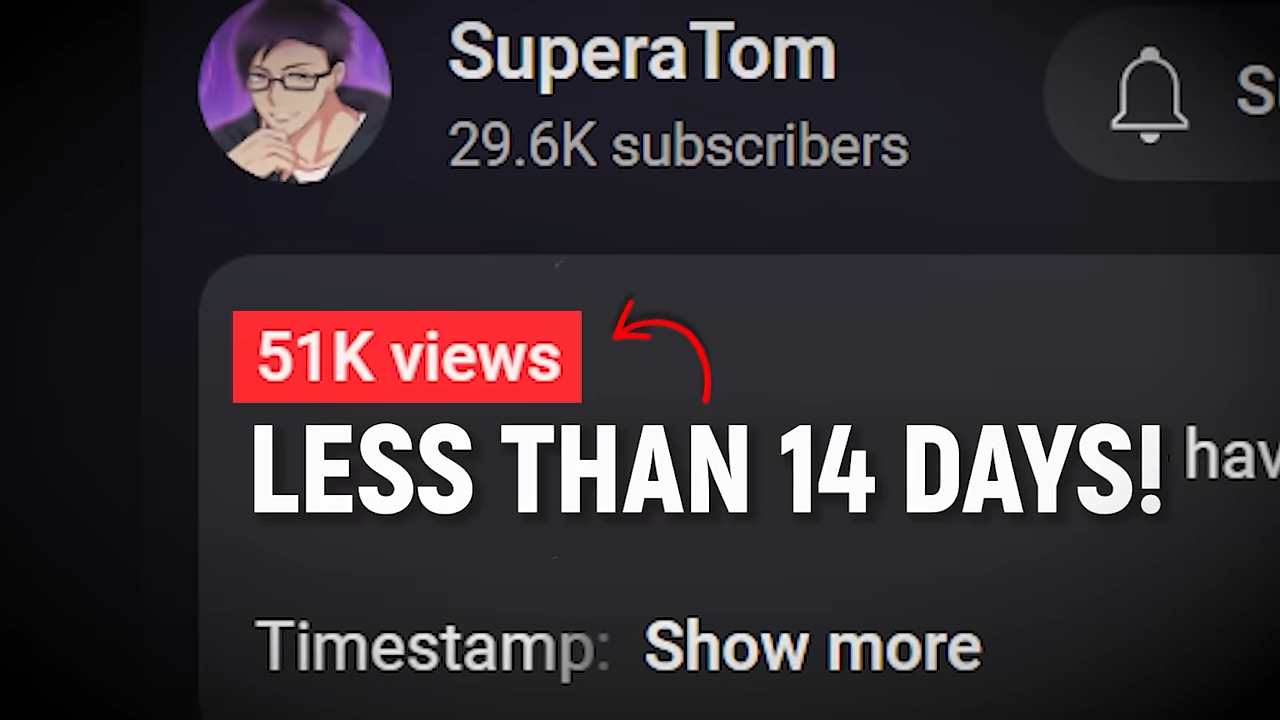 SuperaTom
29.6K subscribers
51K views
LESS THAN 14 DAYS!
Timestamp: Show more